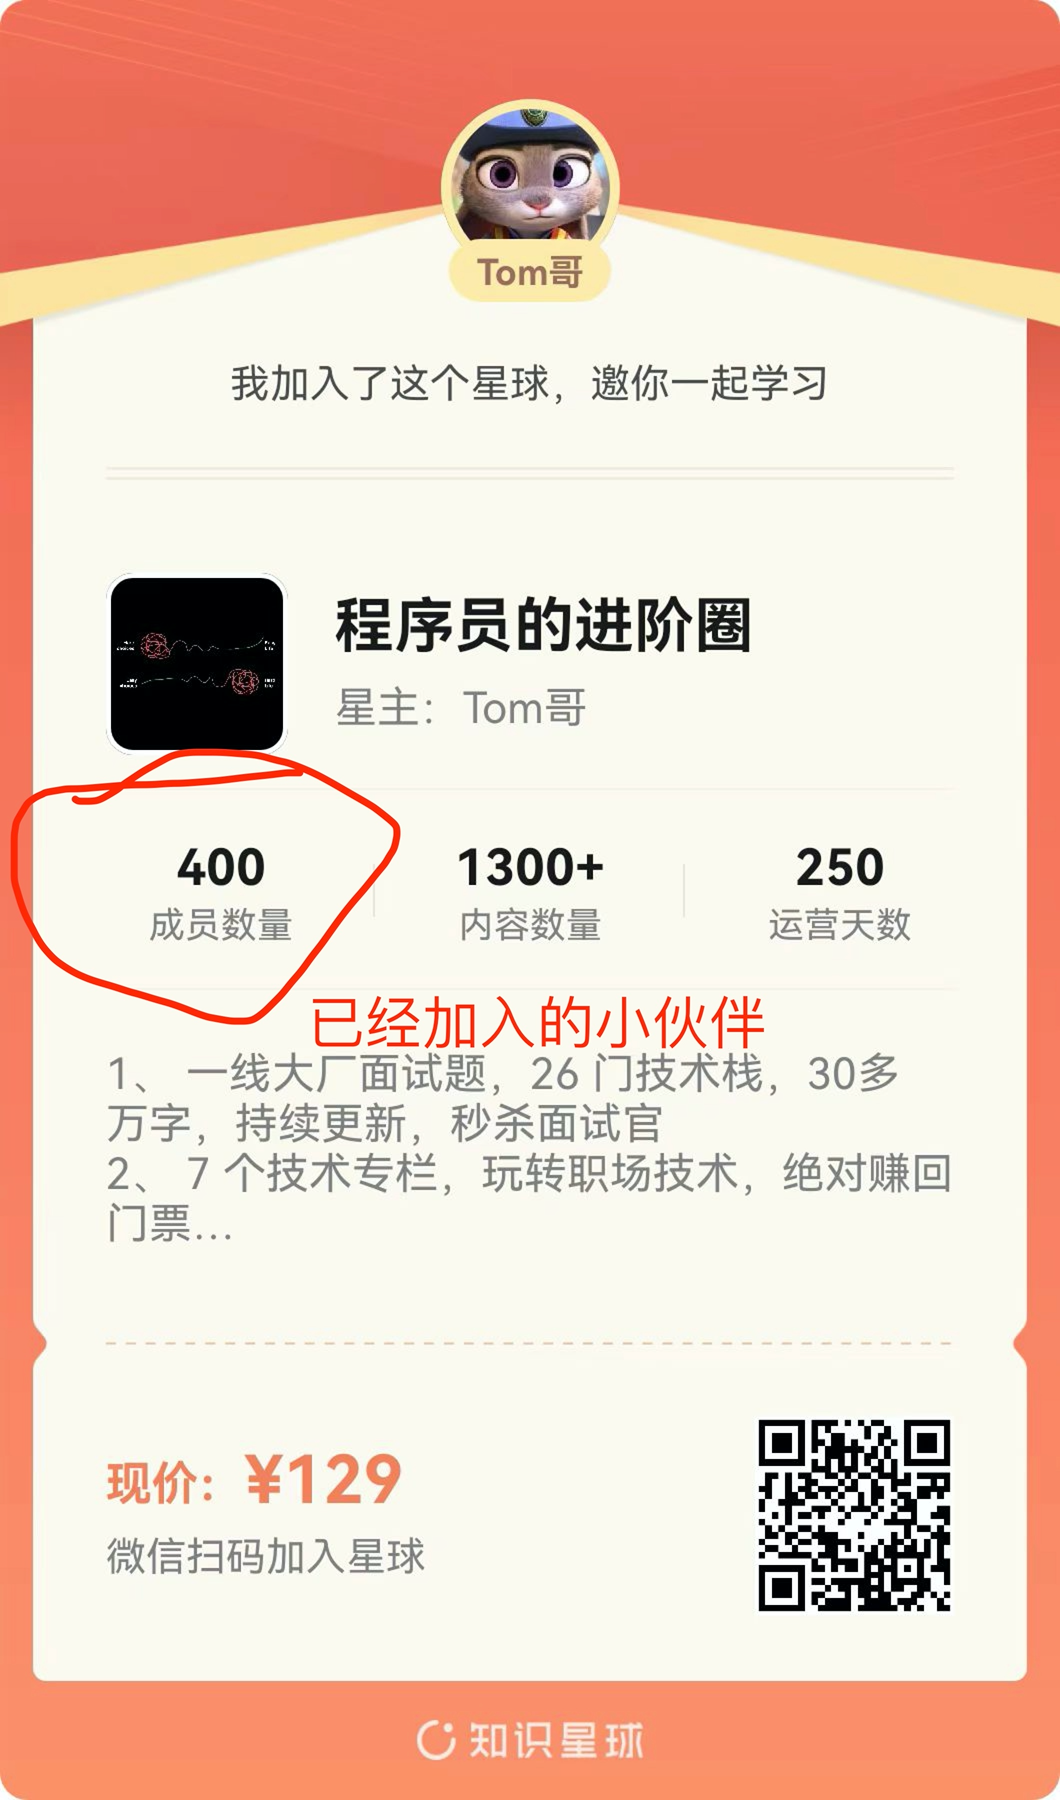 Tom哥
我加入了这个星球，邀你一起学习
程序员的进阶圈
星主：Tom哥
400
成员数量
1300+
内容数量
250
运营天数
已经加入的小伙伴
1、 一线大厂面试题，26 门技术栈，30多
万字，持续更新，秒杀面试官
2、 7 个技术专栏，玩转职场技术，绝对赚回
门票...
现价：¥129
微信扫码加入星球
知识星球